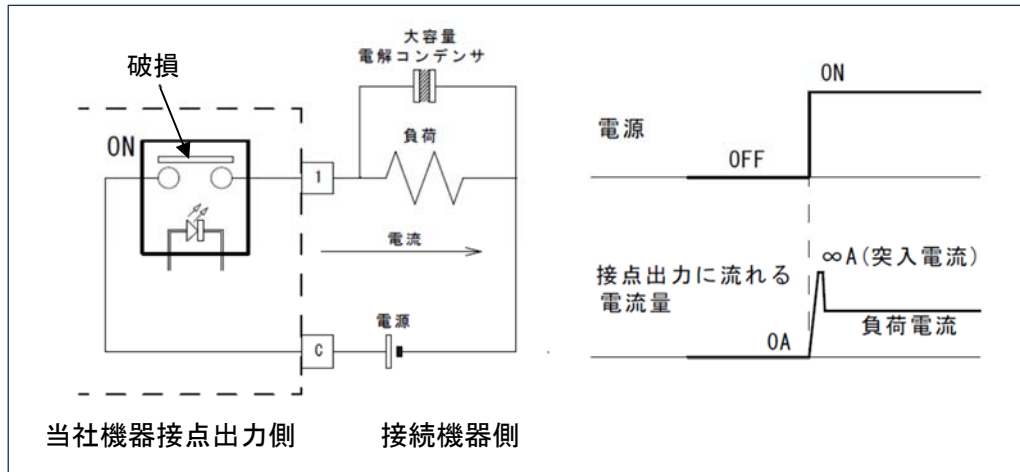 大容量
電解コンデンサ
破損
ON
負荷
1
電流
電源
C
当社機器接点出力側
接続機器側
ON
電源
OFF
∞A(突入電流)
接点出力に流れる
電流量
負荷電流
0A